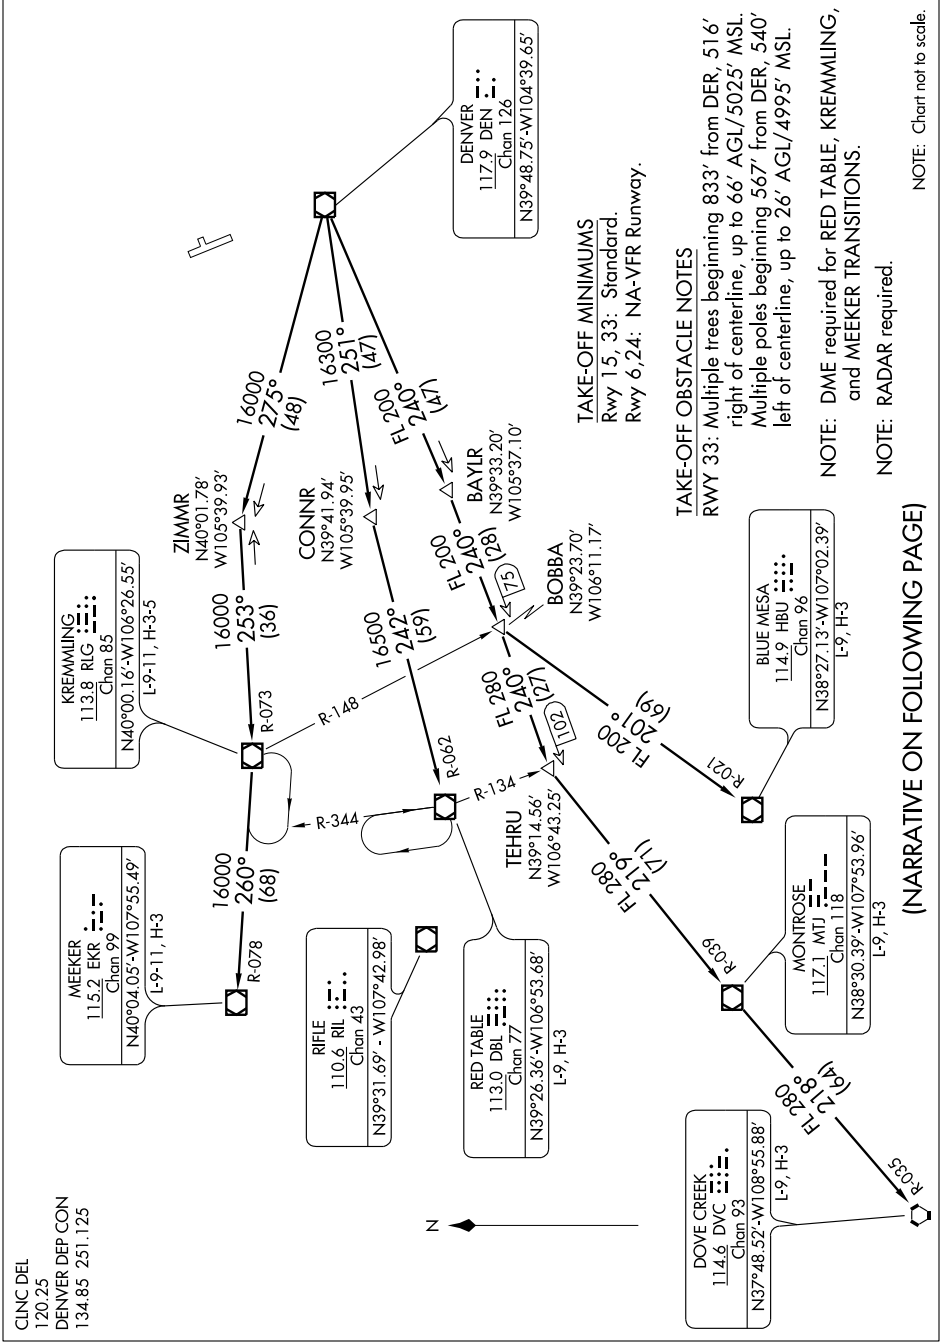 CLNC DEL
120.25
DENVER DEP CON
134.85 251.125
MEEKER
115.2 EKR
Chan 99
N40°04.05'-W107°55.49'
L-9-11, H-3
KREMMLING
113.8 RLG
Chan 85
N40°00.16'-W106°26.55'
L-9-11, H-3-5
ZIMMR
N40°01.78'
W105°39.93'
16000
260°
(68)
R-078
16000
253°
(36)
R-073
16000
275°
(48)
RIFLE
110.6 RIL
Chan 43
N39°31.69' - W107°42.98'
R-344
R-148
CONNR
N39°41.94'
W105°39.95'
16300
251°
(47)
16500
242°
(59)
R-062
FL 200
240°
(47)
DENVER
117.9 DEN
Chan 126
N39°48.75'-W104°39.65'
BAYLR
N39°33.20'
W105°37.10'
FL 200
240°
(28)
75
BOBBA
N39°23.70'
W106°11.17'
RED TABLE
113.0 DBL
Chan 77
N39°26.36'-W106°53.68'
L-9, H-3
R-134
TEHRU
N39°14.56'
W106°43.25'
FL 280
240°
(27)
102
FL 200
201°
(69)
R-021
FL 280
219°
(71)
R-039
BLUE MESA
114.9 HBU
Chan 96
N38°27.13'-W107°02.39'
L-9, H-3
MONTROSE
117.1 MTJ
Chan 118
N38°30.39'-W107°53.96'
L-9, H-3
FL 280
218°
(64)
R-035
DOVE CREEK
114.6 DVC
Chan 93
N37°48.52'-W108°55.88'
L-9, H-3
N
TAKE-OFF MINIMUMS
Rwy 15, 33: Standard.
Rwy 6,24: NA-VFR Runway.
TAKE-OFF OBSTACLE NOTES
RWY 33: Multiple trees beginning 833' from DER, 516'
right of centerline, up to 66' AGL/5025' MSL.
Multiple poles beginning 567' from DER, 540'
left of centerline, up to 26' AGL/4995' MSL.
NOTE: DME required for RED TABLE, KREMMLING,
and MEEKER TRANSITIONS.
NOTE: RADAR required.
(NARRATIVE ON FOLLOWING PAGE)
NOTE: Chart not to scale.